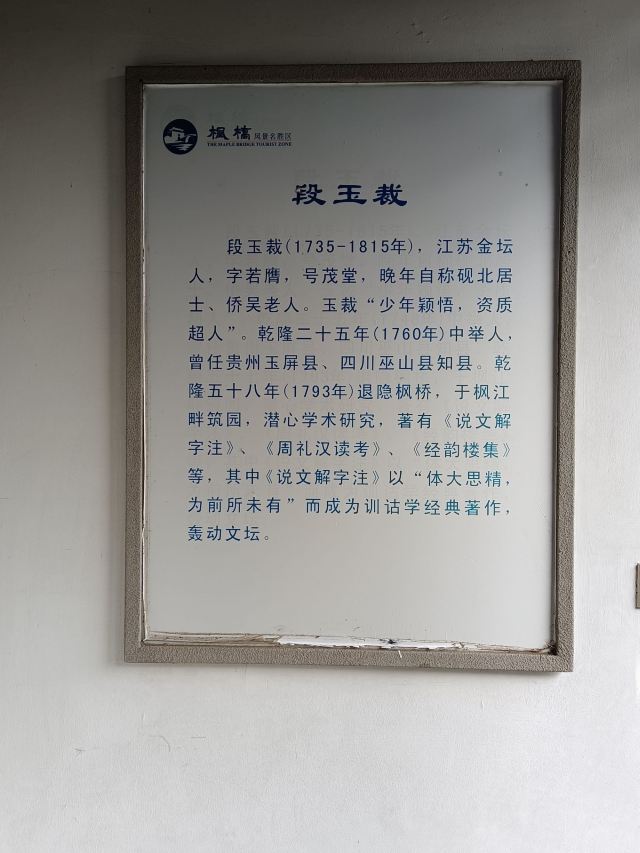 楓橋风景名胜区
THE MAPLE BRIDGE TOURIST ZONE
段玉裁
段玉裁(1735-1815年)，江苏金坛
人，字若膺，号茂堂，晚年自称砚北居
士、侨吴老人。玉裁“少年颖悟，资质
超人”。乾隆二十五年(1760年)中举人，
曾任贵州玉屏县、四川巫山县知县。乾
隆五十八年(1793年)退隐枫桥，于枫江
畔筑园，潜心学术研究，著有《说文解
字注》、《周礼汉读考》、《经韵楼集》
等，其中《说文解字注》以“体大思精，
为前所未有”而成为训诂学经典著作，
轰动文坛。